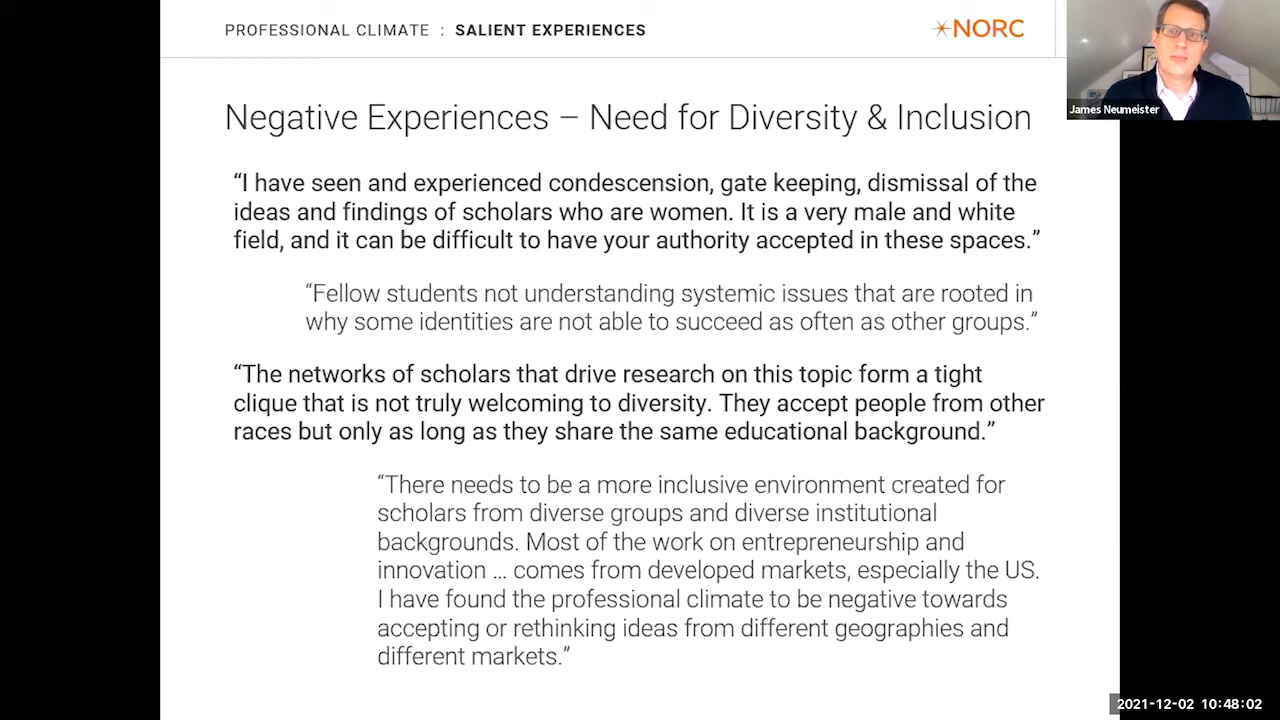 PROFESSIONAL CLIMATE : SALIENT EXPERIENCES
NORC
James Neumeister
Negative Experiences – Need for Diversity & Inclusion
“I have seen and experienced condescension, gate keeping, dismissal of the
ideas and findings of scholars who are women. It is a very male and white
field, and it can be difficult to have your authority accepted in these spaces.”
“Fellow students not understanding systemic issues that are rooted in
why some identities are not able to succeed as often as other groups.”
“The networks of scholars that drive research on this topic form a tight
clique that is not truly welcoming to diversity. They accept people from other
races but only as long as they share the same educational background.”
“There needs to be a more inclusive environment created for
scholars from diverse groups and diverse institutional
backgrounds. Most of the work on entrepreneurship and
innovation … comes from developed markets, especially the US.
I have found the professional climate to be negative towards
accepting or rethinking ideas from different geographies and
different markets.”
2021-12-02 10:48:02